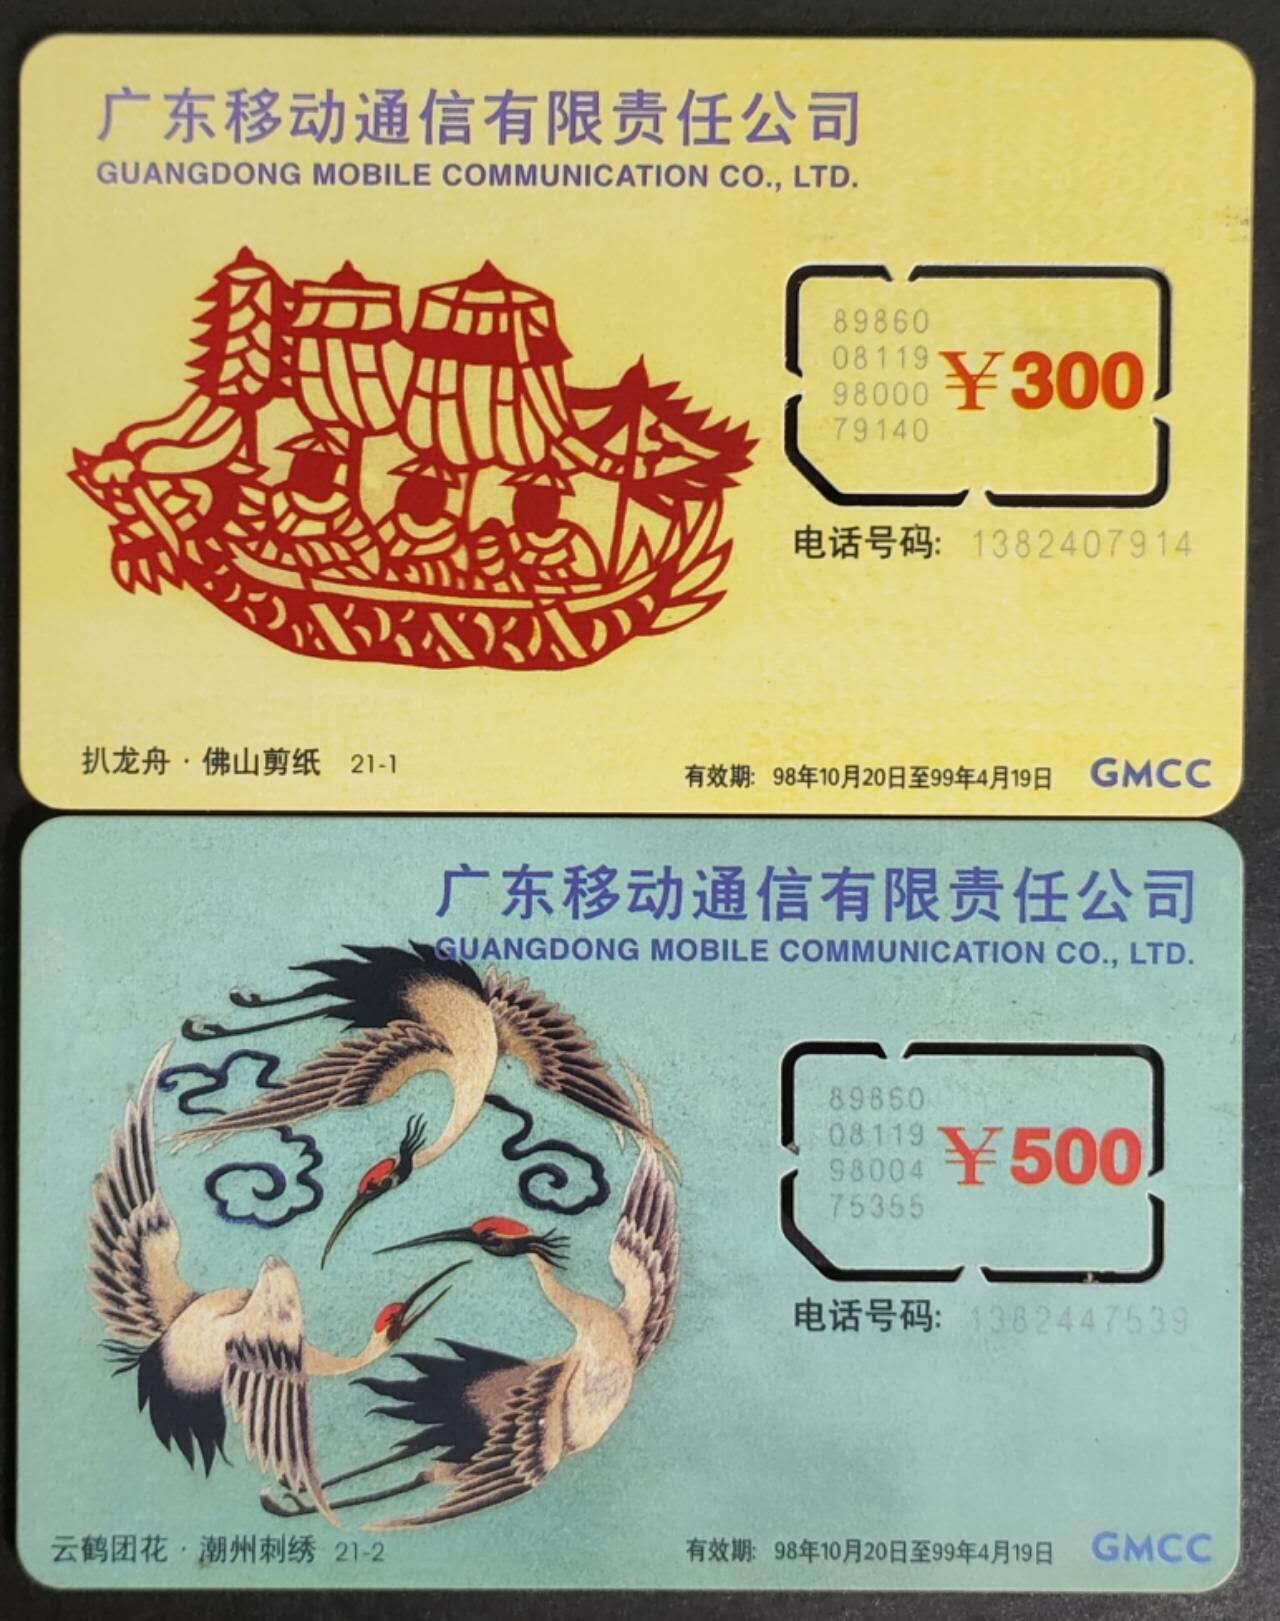 广东移动通信有限责任公司
GUANGDONG MOBILE COMMUNICATION CO., LTD.
89860
08119
98000
79140
¥300
电话号码: 1382407914
扒龙舟·佛山剪纸 21-1
有效期: 98年10月20日至99年4月19日
GMCC
广东移动通信有限责任公司
GUANGDONG MOBILE COMMUNICATION CO., LTD.
89860
08119
98004
75355
¥500
电话号码: 1382447539
云鹤团花·潮州刺绣 21-2
有效期: 98年10月20日至99年4月19日
GMCC